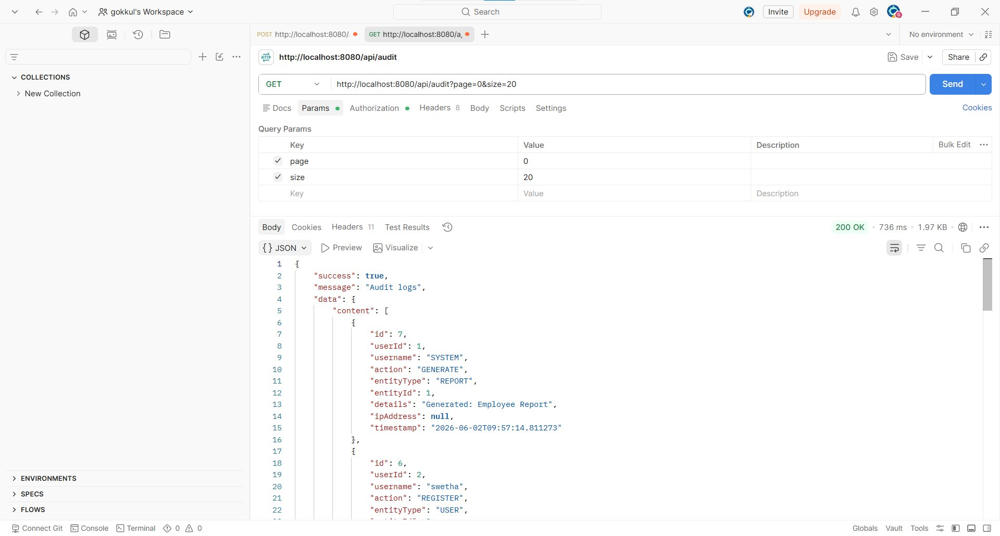 gokkul's Workspace
Search
Invite
Upgrade
POST http://localhost:8080/
GET http://localhost:8080/a
No environment
HTTP
http://localhost:8080/api/audit
Save
Share
COLLECTIONS
New Collection
GET
http://localhost:8080/api/audit?page=0&size=20
Send
Docs
Params
Authorization
Headers 8
Body
Scripts
Settings
Cookies
Query Params
Key Value Description Bulk Edit
page 0
size 20
Key Value Description
Body
Cookies
Headers 11
Test Results
200 OK • 736 ms • 1.97 KB
{} JSON
Preview
Visualize
1 {
2 "success": true,
3 "message": "Audit logs",
4 "data": {
5 "content": [
6 {
7 "id": 7,
8 "userId": 1,
9 "username": "SYSTEM",
10 "action": "GENERATE",
11 "entityType": "REPORT",
12 "entityId": 1,
13 "details": "Generated: Employee Report",
14 "ipAddress": null,
15 "timestamp": "2026-06-02T09:57:14.811273"
16 },
17 {
18 "id": 6,
19 "userId": 2,
20 "username": "swetha",
21 "action": "REGISTER",
22 "entityType": "USER",
ENVIRONMENTS
SPECS
FLOWS
Connect Git
Console
Terminal
0
0
Globals
Vault
Tools